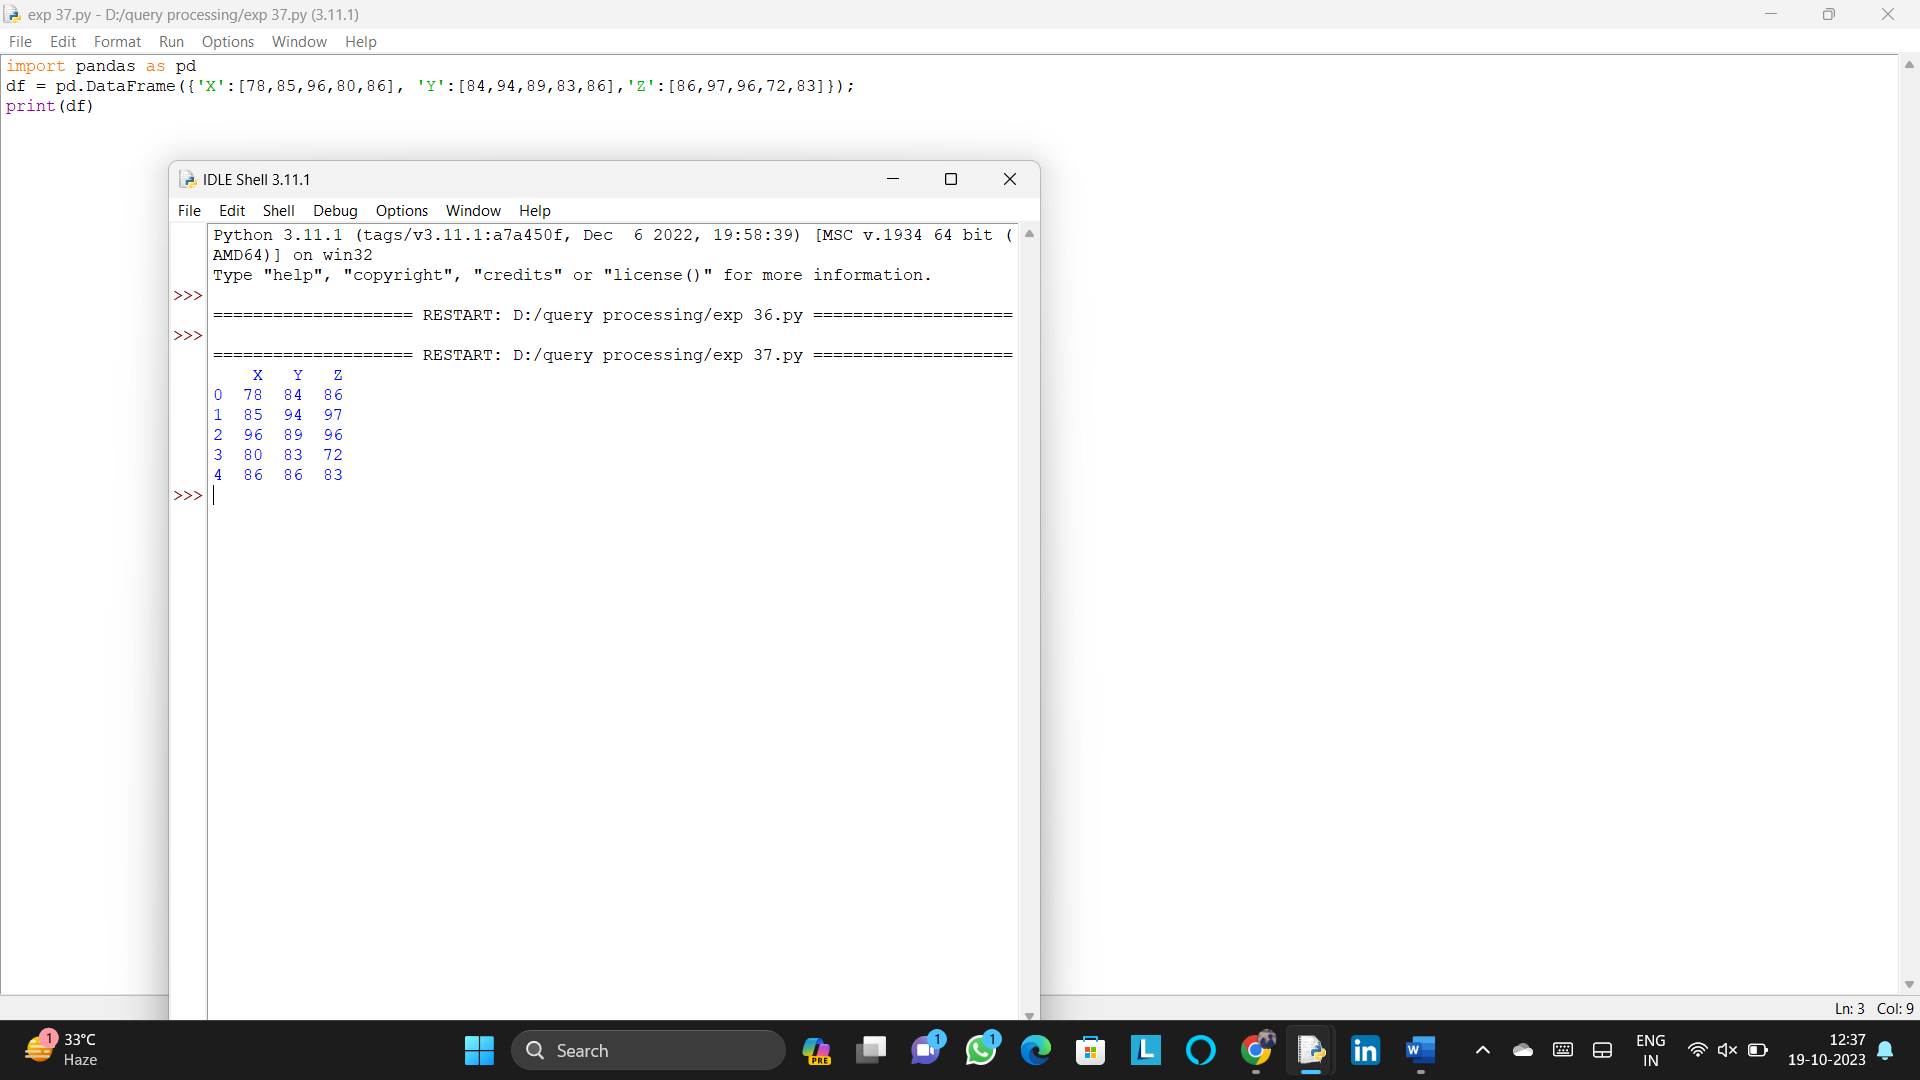 exp 37.py - D:/query processing/exp 37.py (3.11.1)
File Edit Format Run Options Window Help
import pandas as pd
df = pd.DataFrame({'X':[78,85,96,80,86], 'Y':[84,94,89,83,86],'Z':[86,97,96,72,83]});
print(df)
IDLE Shell 3.11.1
File Edit Shell Debug Options Window Help
Python 3.11.1 (tags/v3.11.1:a7a450f, Dec  6 2022, 19:58:39) [MSC v.1934 64 bit (
AMD64)] on win32
Type "help", "copyright", "credits" or "license()" for more information.
>>>
==================== RESTART: D:/query processing/exp 36.py ====================
>>>
==================== RESTART: D:/query processing/exp 37.py ====================
    X   Y   Z
0  78  84  86
1  85  94  97
2  96  89  96
3  80  83  72
4  86  86  83
>>>
Ln: 3 Col: 9
1
33°C
Haze
Search
PRE
1
1
L
in
W
ENG
IN
12:37
19-10-2023